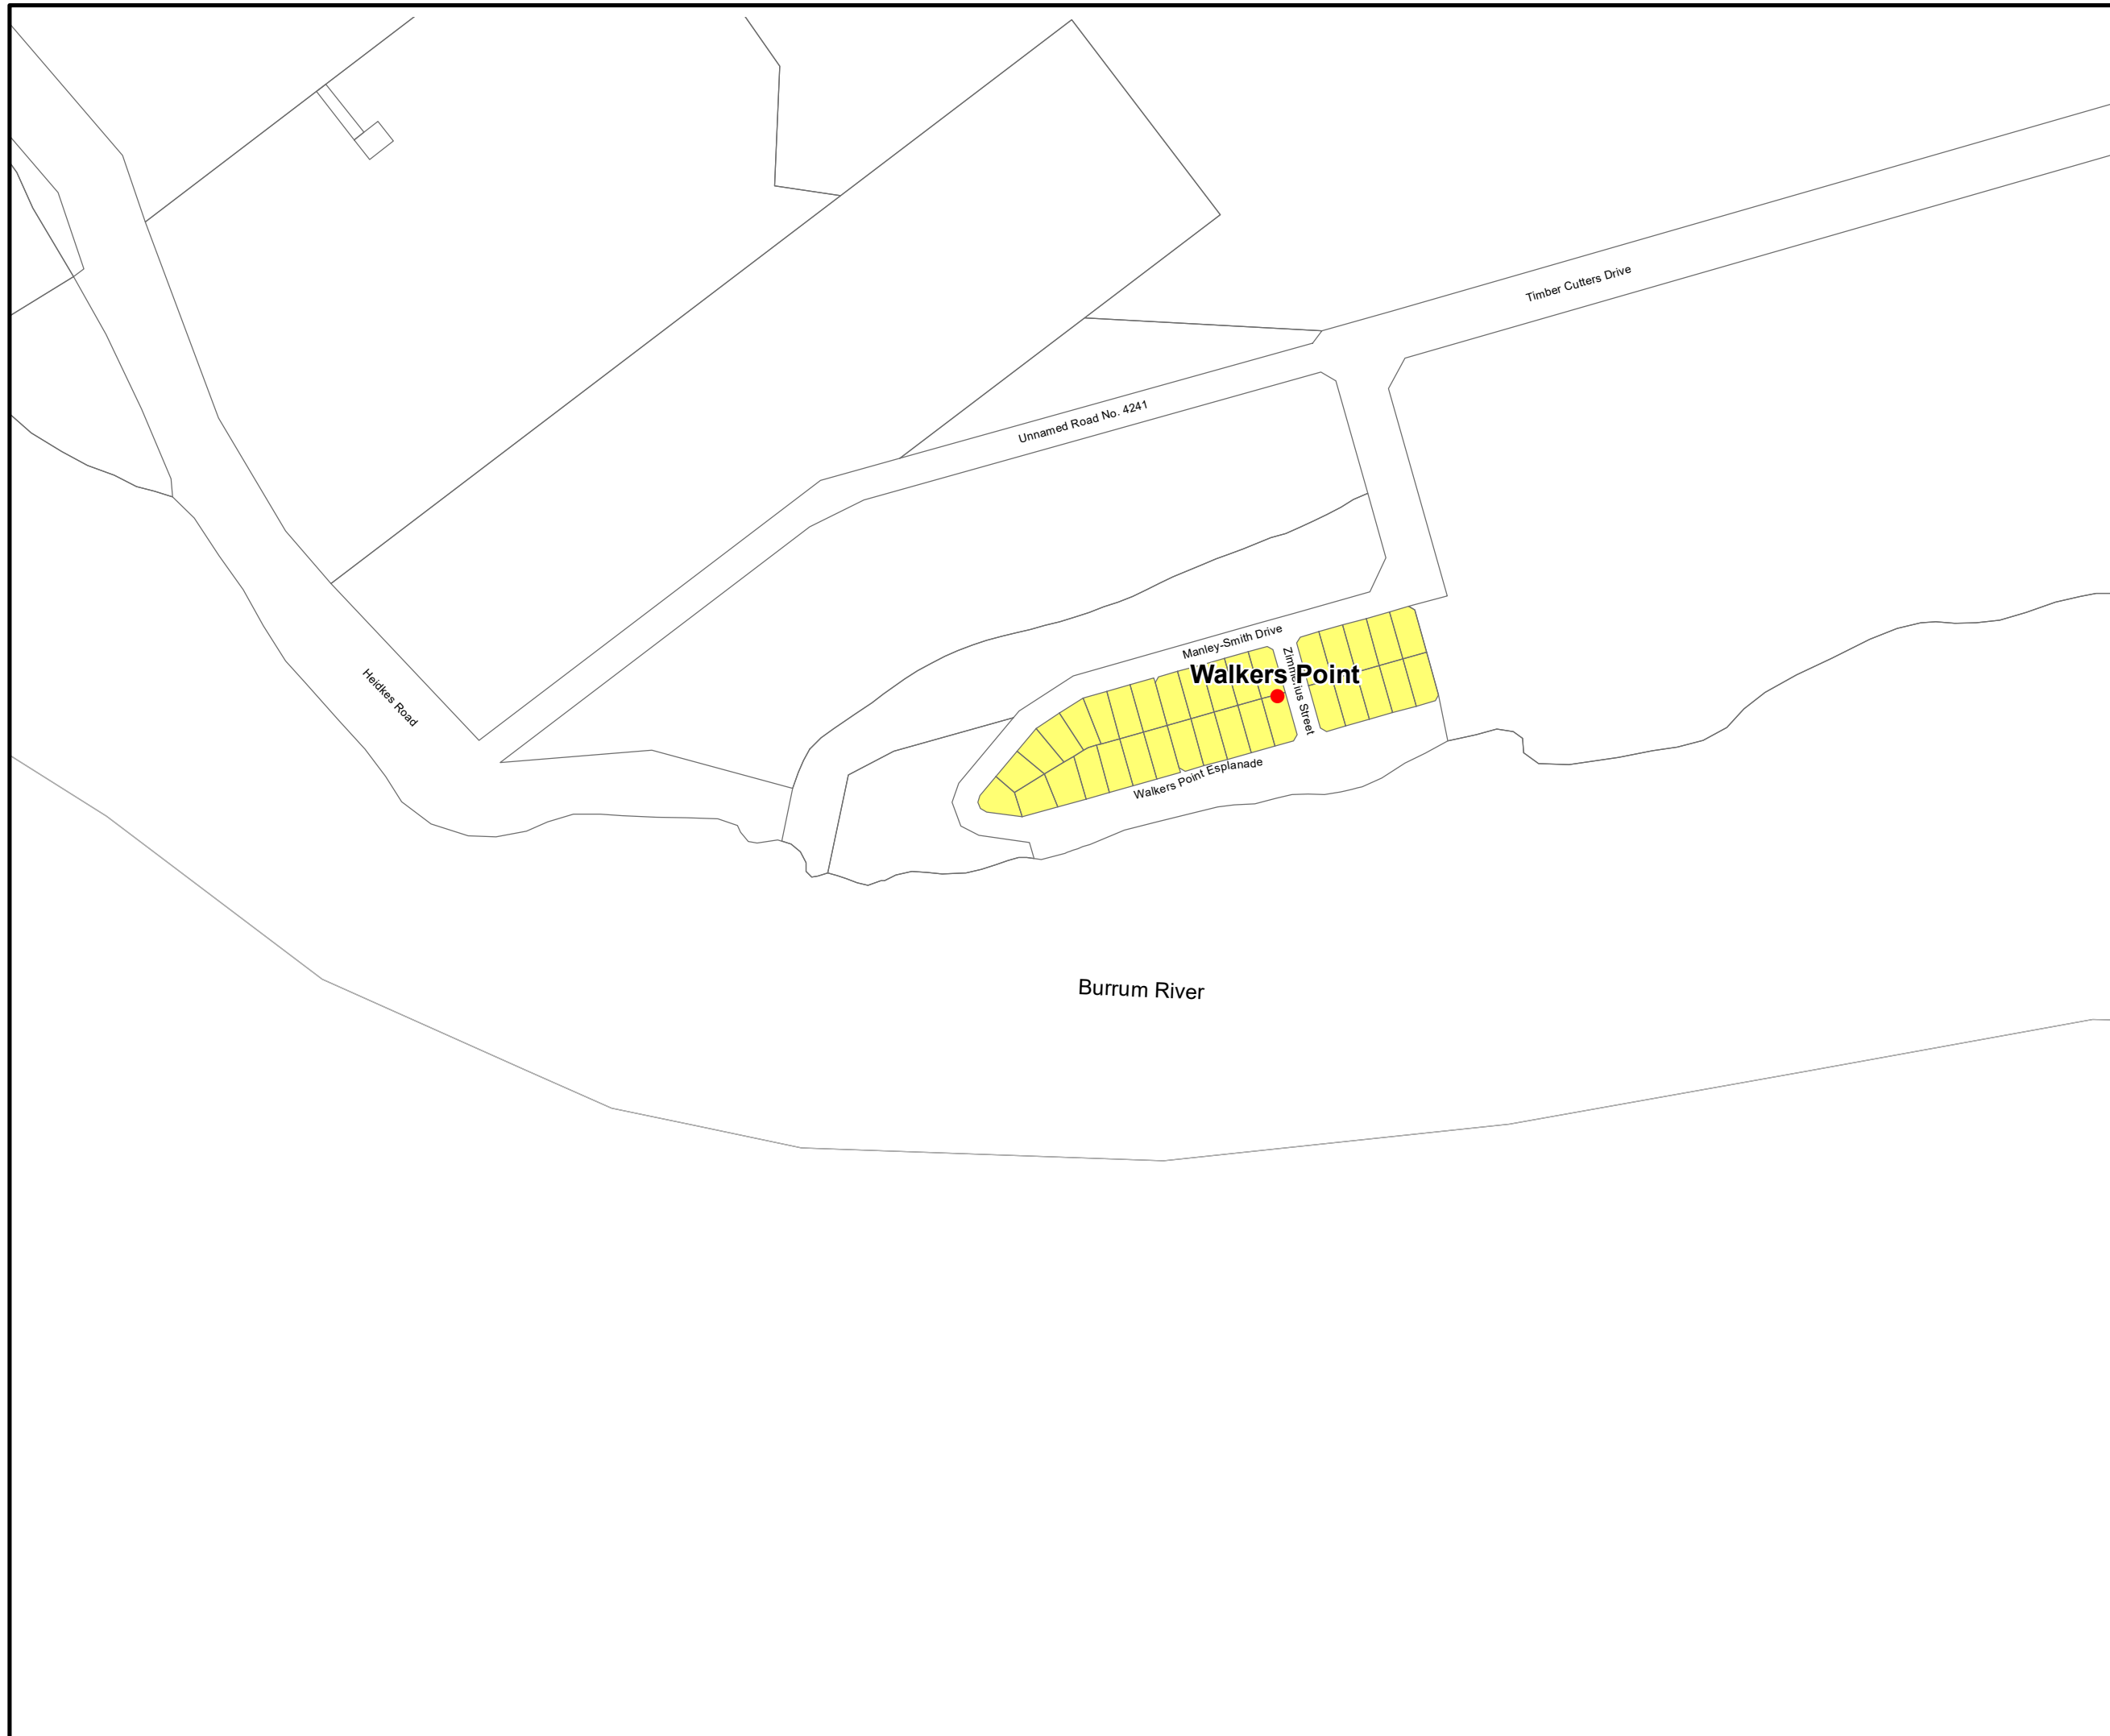 Timber Cutters Drive
Unnamed Road No. 4241
Manley-Smith Drive
Walkers Point
Street
Heidkes Road
Walkers Point Esplanade
Burrum River